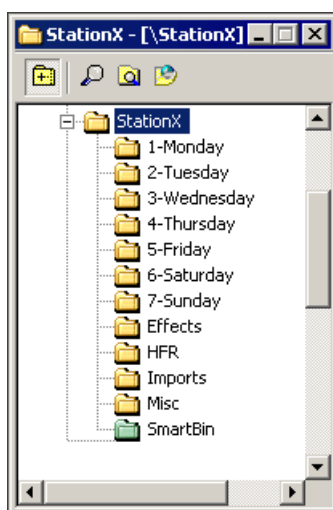 StationX - [\StationX]
StationX
1-Monday
2-Tuesday
3-Wednesday
4-Thursday
5-Friday
6-Saturday
7-Sunday
Effects
HFR
Imports
Misc
SmartBin